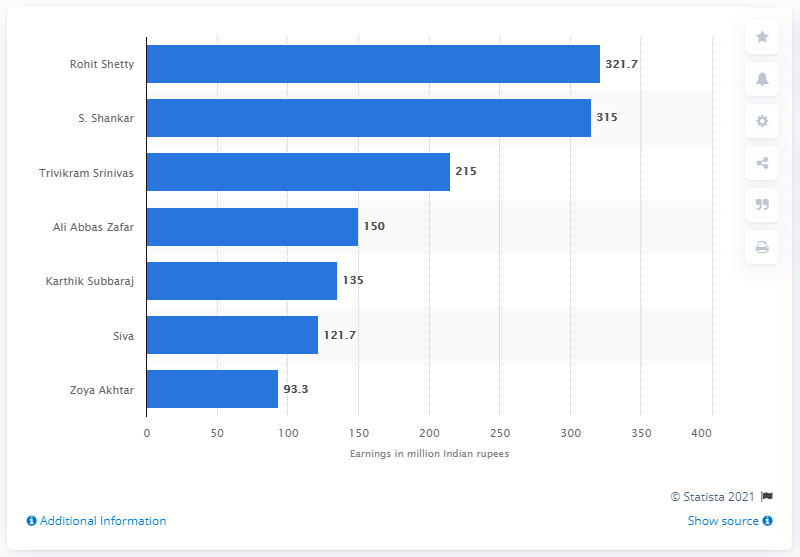 Rohit Shetty 321.7
S. Shankar 315
Trivikram Srinivas 215
Ali Abbas Zafar 150
Karthik Subbaraj 135
Siva 121.7
Zoya Akhtar 93.3
0 50 100 150 200 250 300 350 400
Earnings in million Indian rupees
© Statista 2021
Additional Information Show source